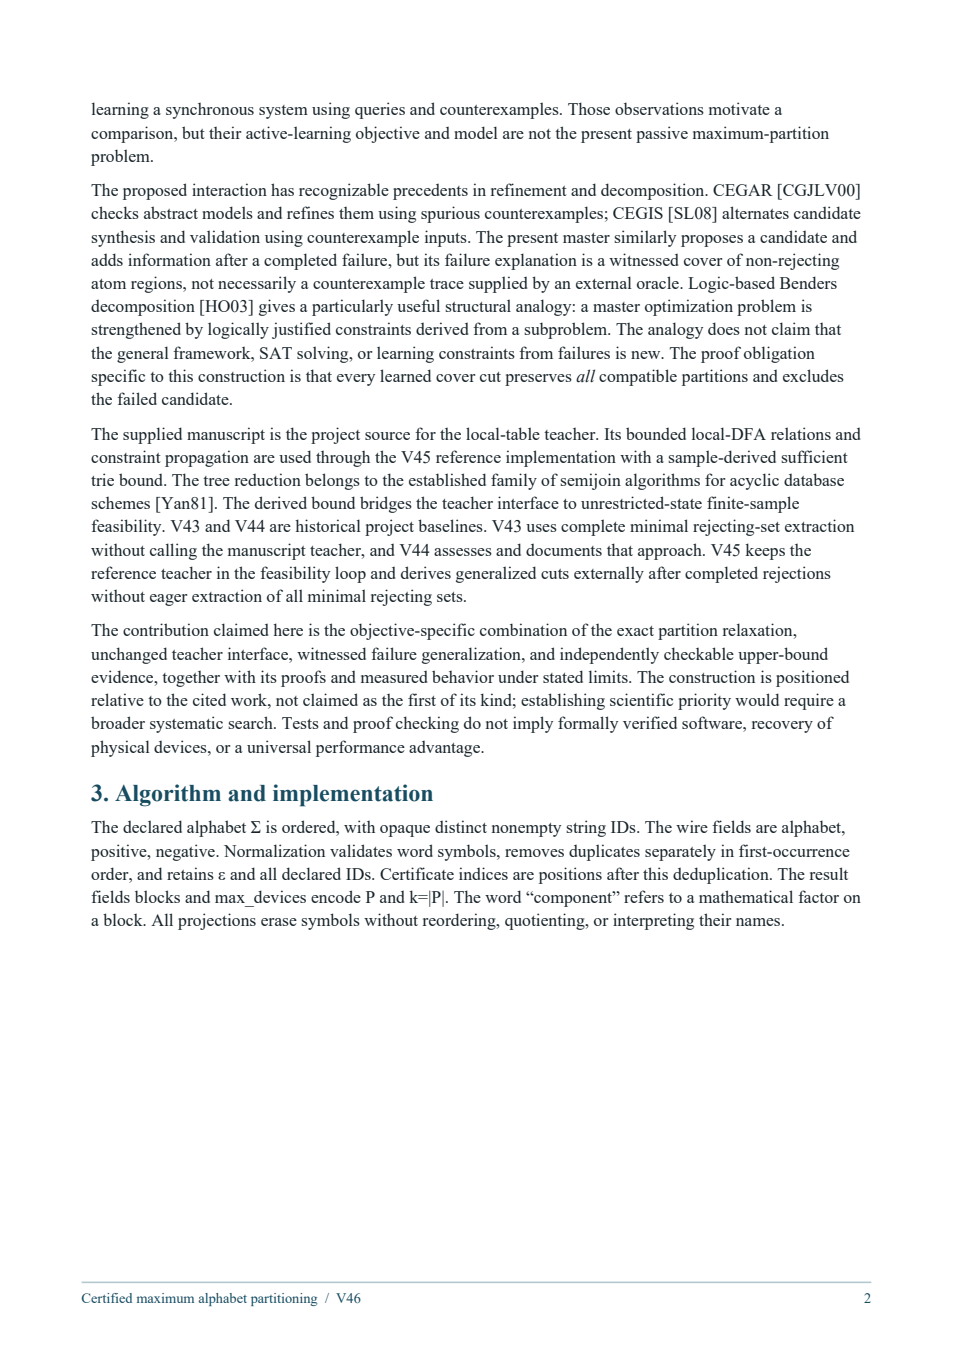 learning a synchronous system using queries and counterexamples. Those observations motivate a
comparison, but their active-learning objective and model are not the present passive maximum-partition
problem.
The proposed interaction has recognizable precedents in refinement and decomposition. CEGAR [CGJLV00]
checks abstract models and refines them using spurious counterexamples; CEGIS [SL08] alternates candidate
synthesis and validation using counterexample inputs. The present master similarly proposes a candidate and
adds information after a completed failure, but its failure explanation is a witnessed cover of non-rejecting
atom regions, not necessarily a counterexample trace supplied by an external oracle. Logic-based Benders
decomposition [HO03] gives a particularly useful structural analogy: a master optimization problem is
strengthened by logically justified constraints derived from a subproblem. The analogy does not claim that
the general framework, SAT solving, or learning constraints from failures is new. The proof obligation
specific to this construction is that every learned cover cut preserves all compatible partitions and excludes
the failed candidate.
The supplied manuscript is the project source for the local-table teacher. Its bounded local-DFA relations and
constraint propagation are used through the V45 reference implementation with a sample-derived sufficient
trie bound. The tree reduction belongs to the established family of semijoin algorithms for acyclic database
schemes [Yan81]. The derived bound bridges the teacher interface to unrestricted-state finite-sample
feasibility. V43 and V44 are historical project baselines. V43 uses complete minimal rejecting-set extraction
without calling the manuscript teacher, and V44 assesses and documents that approach. V45 keeps the
reference teacher in the feasibility loop and derives generalized cuts externally after completed rejections
without eager extraction of all minimal rejecting sets.
The contribution claimed here is the objective-specific combination of the exact partition relaxation,
unchanged teacher interface, witnessed failure generalization, and independently checkable upper-bound
evidence, together with its proofs and measured behavior under stated limits. The construction is positioned
relative to the cited work, not claimed as the first of its kind; establishing scientific priority would require a
broader systematic search. Tests and proof checking do not imply formally verified software, recovery of
physical devices, or a universal performance advantage.
3. Algorithm and implementation
The declared alphabet Σ is ordered, with opaque distinct nonempty string IDs. The wire fields are alphabet,
positive, negative. Normalization validates word symbols, removes duplicates separately in first-occurrence
order, and retains ε and all declared IDs. Certificate indices are positions after this deduplication. The result
fields blocks and max_devices encode P and k=|P|. The word “component” refers to a mathematical factor on
a block. All projections erase symbols without reordering, quotienting, or interpreting their names.
Certified maximum alphabet partitioning / V46
2